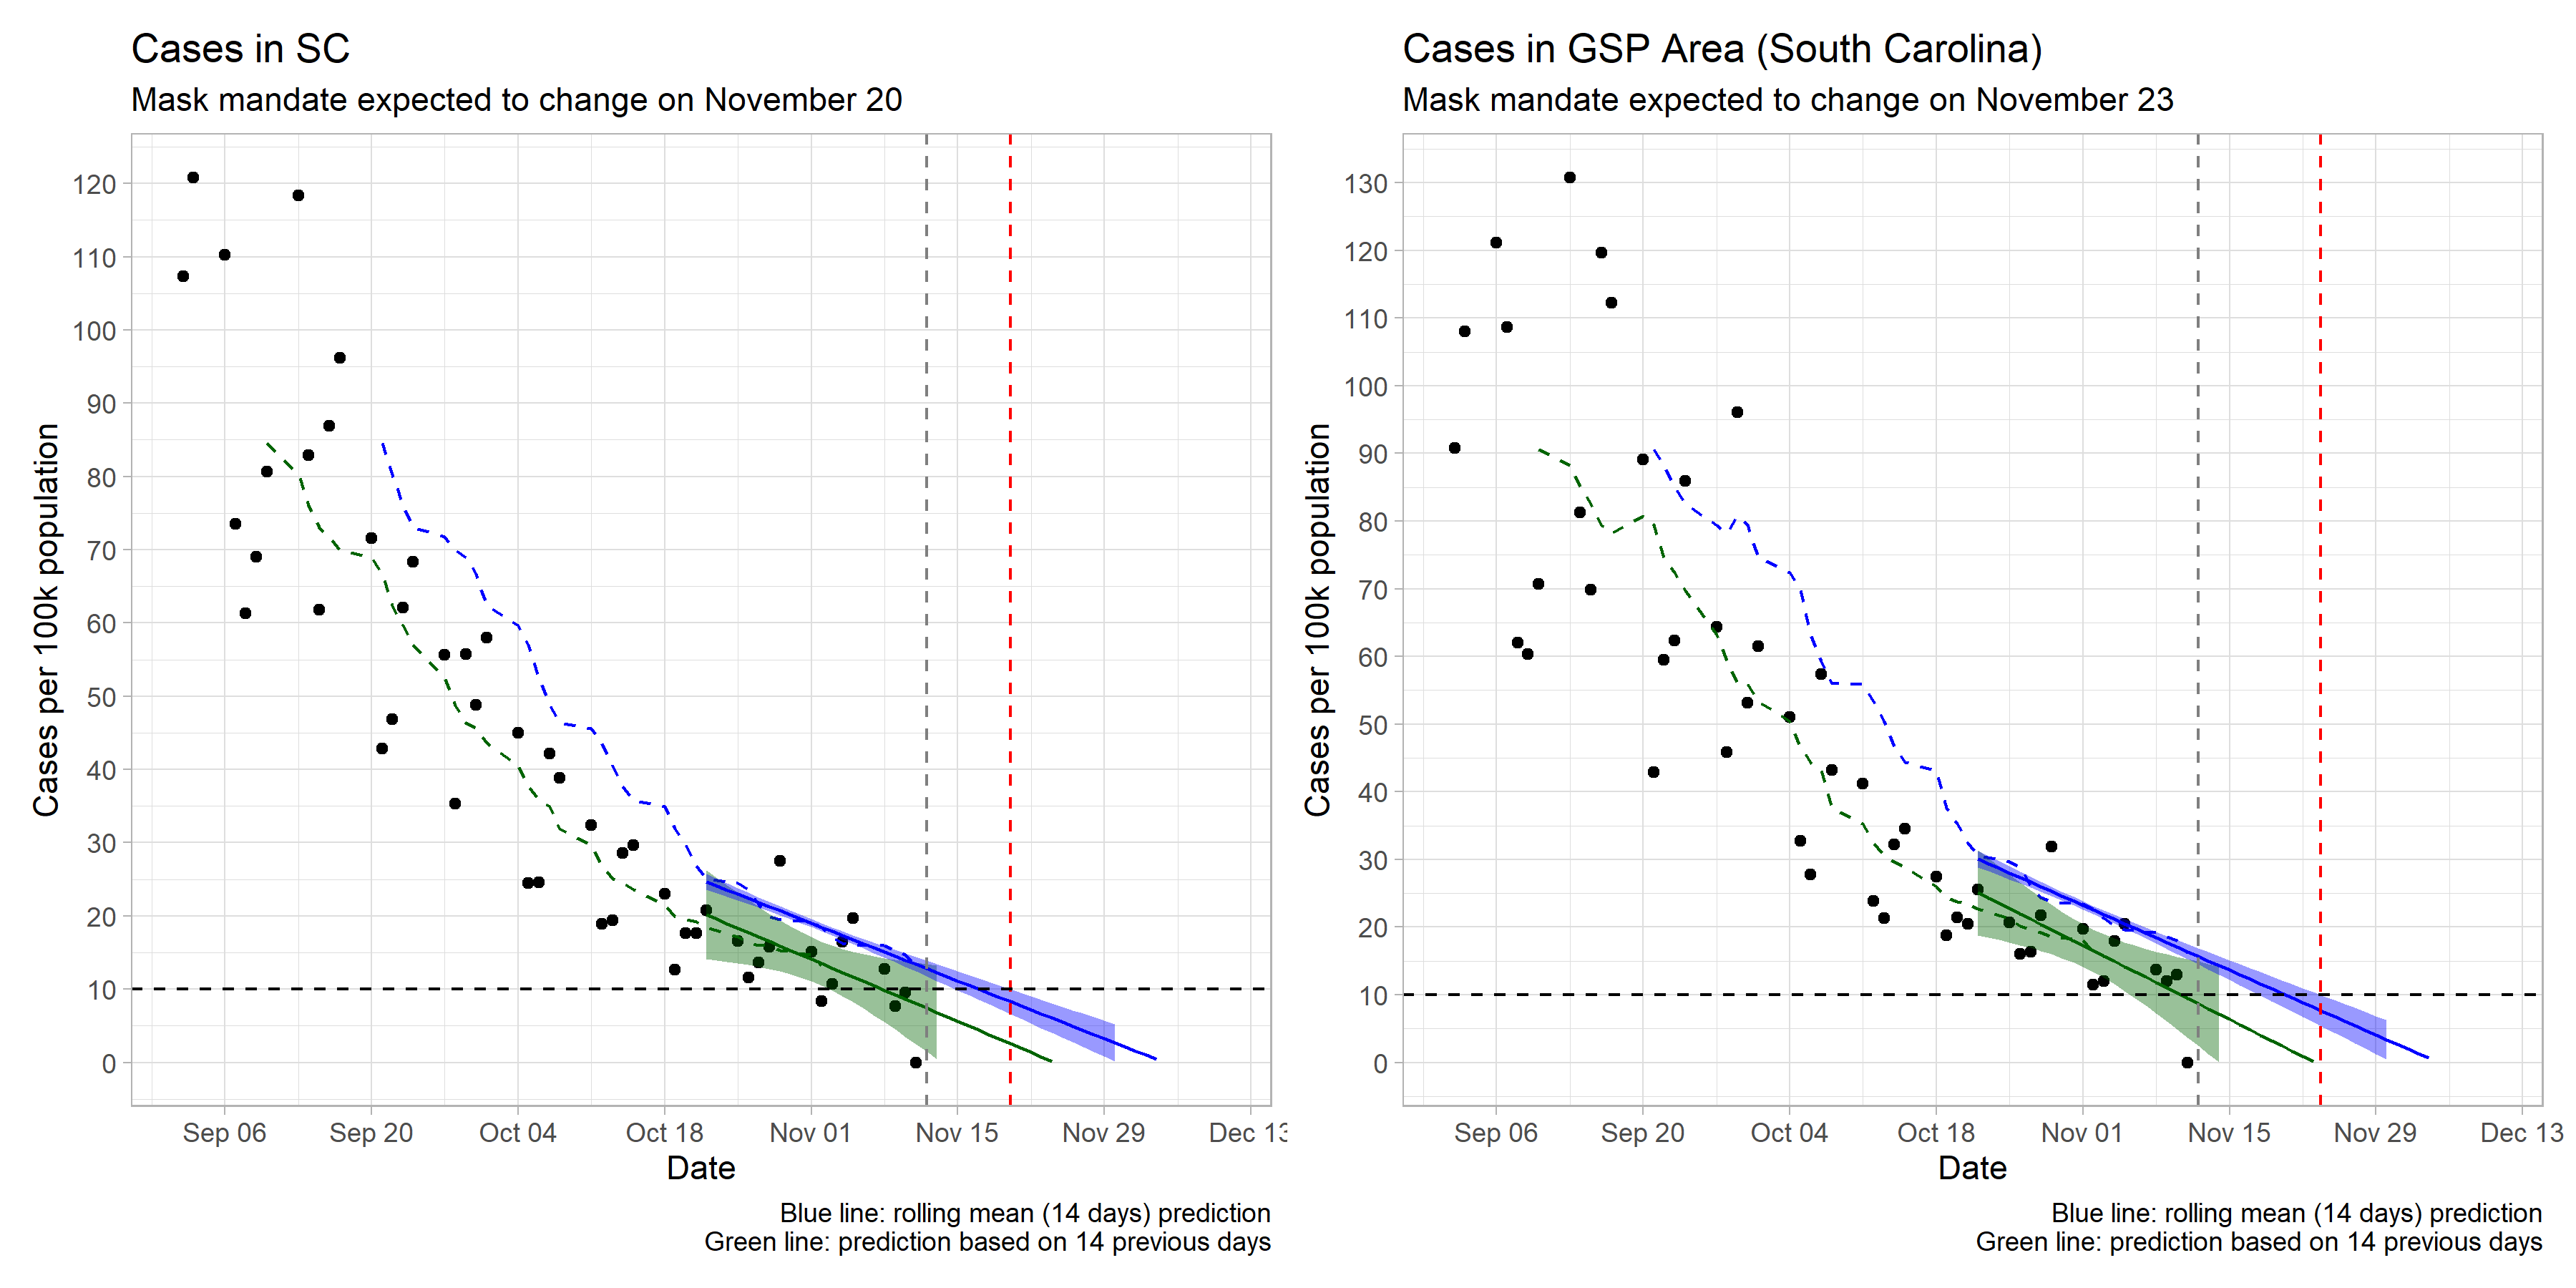 Cases in SC
Mask mandate expected to change on November 20
Cases per 100k population
120
110
100
90
80
70
60
50
40
30
20
10
0
Sep 06 Sep 20 Oct 04 Oct 18 Nov 01 Nov 15 Nov 29 Dec 13
Date
Blue line: rolling mean (14 days) prediction
Green line: prediction based on 14 previous days
Cases in GSP Area (South Carolina)
Mask mandate expected to change on November 23
Cases per 100k population
130
120
110
100
90
80
70
60
50
40
30
20
10
0
Sep 06 Sep 20 Oct 04 Oct 18 Nov 01 Nov 15 Nov 29 Dec 13
Date
Blue line: rolling mean (14 days) prediction
Green line: prediction based on 14 previous days